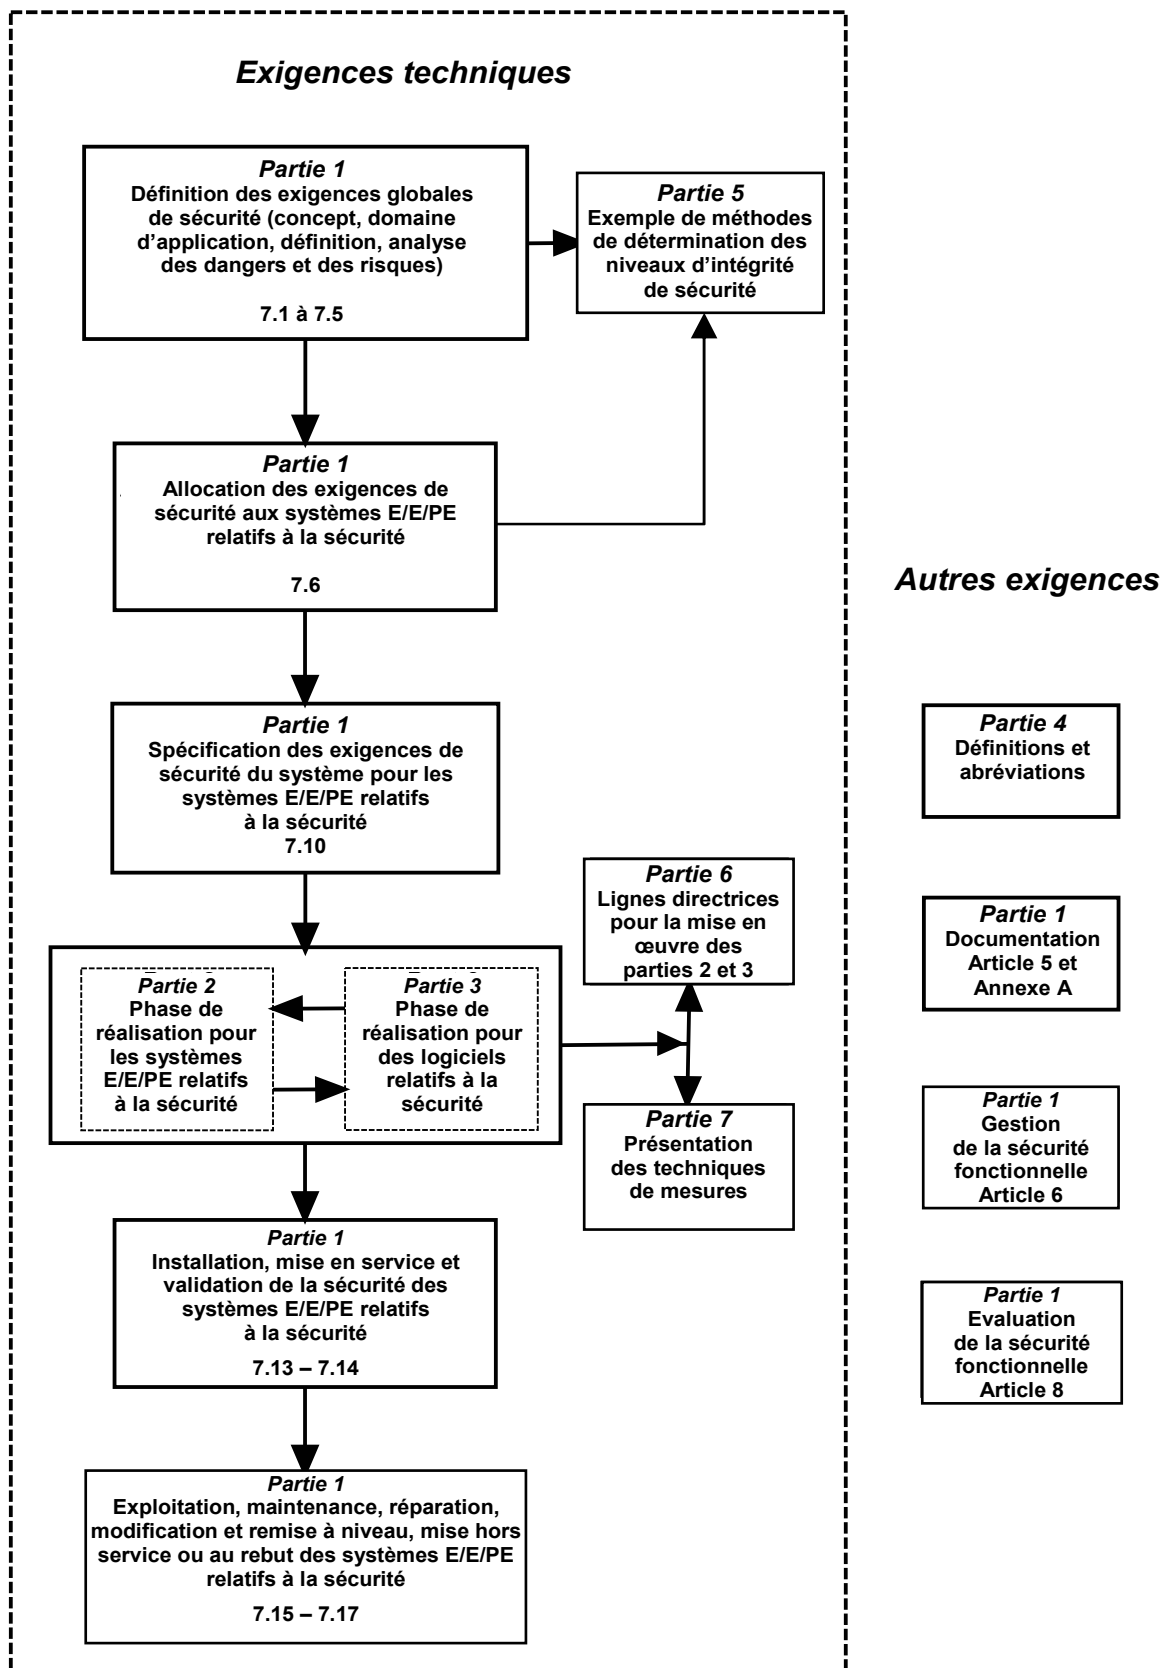 Exigences techniques
Partie 1
Définition des exigences globales
de sécurité (concept, domaine
d'application, définition, analyse
des dangers et des risques)
7.1 à 7.5
Partie 5
Exemple de méthodes
de détermination des
niveaux d'intégrité
de sécurité
Partie 1
Allocation des exigences de
sécurité aux systèmes E/E/PE
relatifs à la sécurité
7.6
Partie 1
Spécification des exigences de
sécurité du système pour les
systèmes E/E/PE relatifs
à la sécurité
7.10
Partie 2
Phase de
réalisation pour
les systèmes
E/E/PE relatifs
à la sécurité
Partie 3
Phase de
réalisation pour
des logiciels
relatifs à la
sécurité
Partie 6
Lignes directrices
pour la mise en
œuvre des
parties 2 et 3
Partie 7
Présentation
des techniques
de mesures
Partie 1
Installation, mise en service et
validation de la sécurité des
systèmes E/E/PE relatifs
à la sécurité
7.13 – 7.14
Partie 1
Exploitation, maintenance, réparation,
modification et remise à niveau, mise hors
service ou au rebut des systèmes E/E/PE
relatifs à la sécurité
7.15 – 7.17
Autres exigences
Partie 4
Définitions et
abréviations
Partie 1
Documentation
Article 5 et
Annexe A
Partie 1
Gestion
de la sécurité
fonctionnelle
Article 6
Partie 1
Evaluation
de la sécurité
fonctionnelle
Article 8